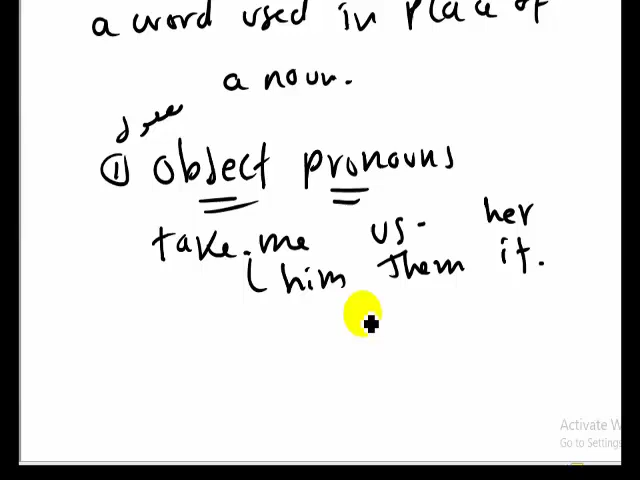 a word used in place of
a noun.
① Object pronouns
take me us her
him them it.
Activate W
Go to Settings